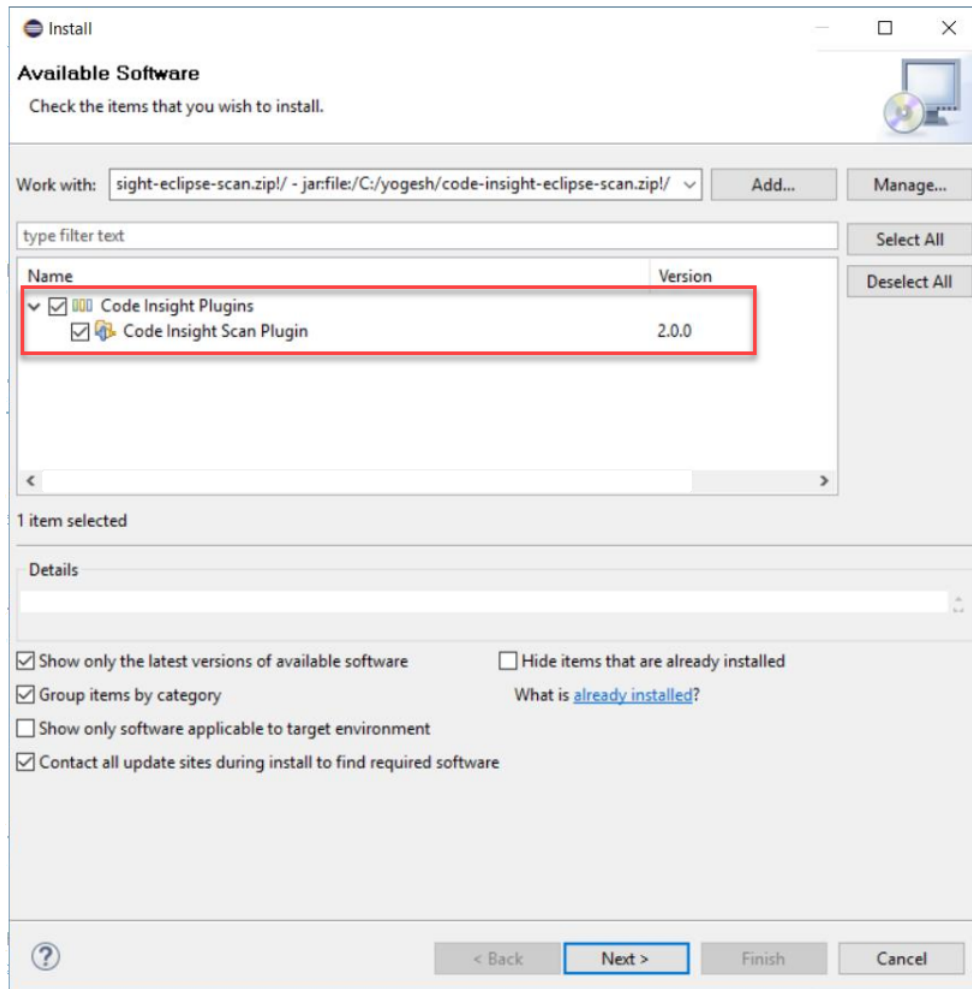 Install
Available Software
Check the items that you wish to install.
Work with: sight-eclipse-scan.zip!/ - jar:file:/C:/yogesh/code-insight-eclipse-scan.zip!/ Add... Manage...
type filter text Select All
Name Version Deselect All
Code Insight Plugins
Code Insight Scan Plugin 2.0.0
1 item selected
Details
Show only the latest versions of available software Hide items that are already installed
Group items by category What is already installed?
Show only software applicable to target environment
Contact all update sites during install to find required software
? < Back Next > Finish Cancel